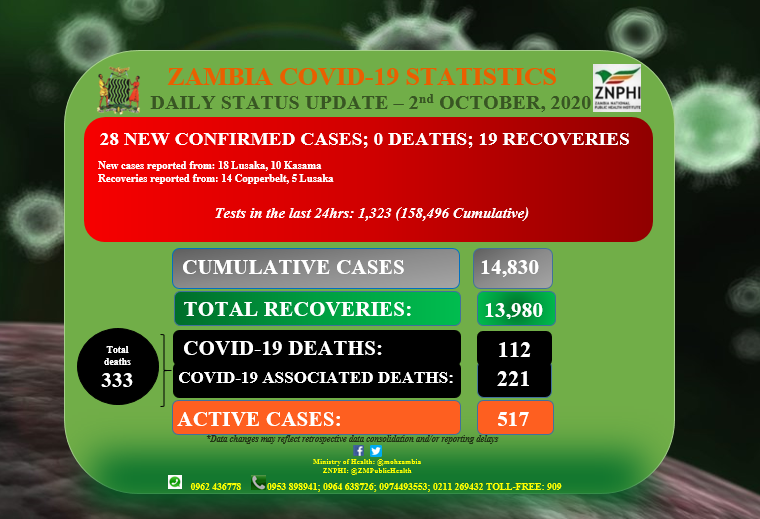 ZAMBIA COVID-19 STATISTICS
DAILY STATUS UPDATE – 2nd OCTOBER, 2020
ZNPHI
ZAMBIA NATIONAL
PUBLIC HEALTH INSTITUTE
28 NEW CONFIRMED CASES; 0 DEATHS; 19 RECOVERIES
New cases reported from: 18 Lusaka, 10 Kasama
Recoveries reported from: 14 Copperbelt, 5 Lusaka
Tests in the last 24hrs: 1,323 (158,496 Cumulative)
CUMULATIVE CASES 14,830
TOTAL RECOVERIES: 13,980
Total
deaths
333
COVID-19 DEATHS: 112
COVID-19 ASSOCIATED DEATHS: 221
ACTIVE CASES: 517
*Data changes may reflect retrospective data consolidation and/or reporting delays
Ministry of Health: @mohzambia
ZNPHI: @ZMPublicHealth
0962 436778 0953 898941; 0964 638726; 0974493553; 0211 269432 TOLL-FREE: 909